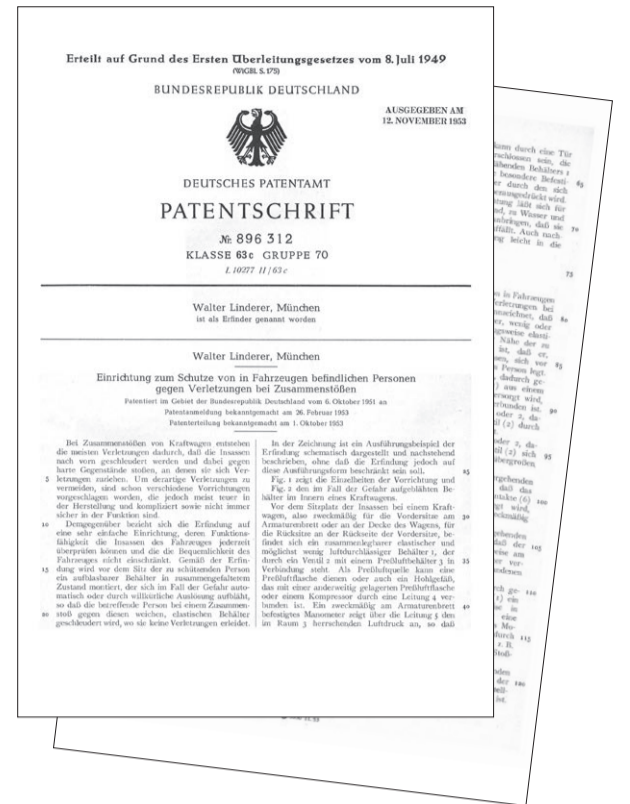 Erteilt auf Grund des Ersten Überleitungsgesetzes vom 8. Juli 1949
(WiGBl. S. 175)
BUNDESREPUBLIK DEUTSCHLAND
AUSGEGEBEN AM
12. NOVEMBER 1953
DEUTSCHES PATENTAMT
PATENTSCHRIFT
№ 896 312
KLASSE 63c GRUPPE 70
L 10277 II / 63 c
Walter Linderer, München
ist als Erfinder genannt worden
Walter Linderer, München
Einrichtung zum Schutze von in Fahrzeugen befindlichen Personen
gegen Verletzungen bei Zusammenstößen
Patentiert im Gebiet der Bundesrepublik Deutschland vom 6. Oktober 1951 an
Patentanmeldung bekanntgemacht am 26. Februar 1953
Patenterteilung bekanntgemacht am 1. Oktober 1953
Bei Zusammenstößen von Kraftwagen entstehen
die meisten Verletzungen dadurch, daß die Insassen
nach vorn geschleudert werden und dabei gegen
harte Gegenstände stoßen, an denen sie sich Ver-
5 letzungen zuziehen. Um derartige Verletzungen zu
vermeiden, sind schon verschiedene Vorrichtungen
vorgeschlagen worden, die jedoch meist teuer in
der Herstellung und kompliziert sowie nicht immer
sicher in der Funktion sind.
10 Demgegenüber bezieht sich die Erfindung auf
eine sehr einfache Einrichtung, deren Funktions-
fähigkeit die Insassen des Fahrzeuges jederzeit
überprüfen können und die die Bequemlichkeit des
Fahrzeuges nicht einschränkt. Gemäß der Erfin-
15 dung wird vor dem Sitz der zu schützenden Person
ein aufblasbarer Behälter in zusammengefaltetem
Zustand montiert, der sich im Fall der Gefahr auto-
matisch oder durch willkürliche Auslösung aufbläht,
so daß die betreffende Person bei einem Zusammen-
20 stoß gegen diesen weichen, elastischen Behälter
geschleudert wird, wo sie keine Verletzungen erleidet.
In der Zeichnung ist ein Ausführungsbeispiel der
Erfindung schematisch dargestellt und nachstehend
beschrieben, ohne daß die Erfindung jedoch auf
diese Ausführungsform beschränkt sein soll. 25
Fig. 1 zeigt die Einzelheiten der Vorrichtung und
Fig. 2 den im Fall der Gefahr aufgeblähten Be-
hälter im Innern eines Kraftwagens.
Vor dem Sitzplatz der Insassen bei einem Kraft-
wagen, also zweckmäßig für die Vordersitze am 30
Armaturenbrett oder an der Decke des Wagens, für
die Rücksitze an der Rückseite der Vordersitze, be-
findet sich ein zusammenlegbarer elastischer und
möglichst wenig luftdurchlässiger Behälter 1, der
durch ein Ventil 2 mit einem Preßluftbehälter 3 in 35
Verbindung steht. Als Preßluftquelle kann eine
Preßluftflasche dienen oder auch ein Hohlgefäß,
das mit einer anderweitig gelagerten Preßluftflasche
oder einem Kompressor durch eine Leitung 4 ver-
bunden ist. Ein zweckmäßig am Armaturenbrett 40
befestigtes Manometer zeigt über die Leitung 5 den
im Raum 3 herrschenden Luftdruck an, so daß